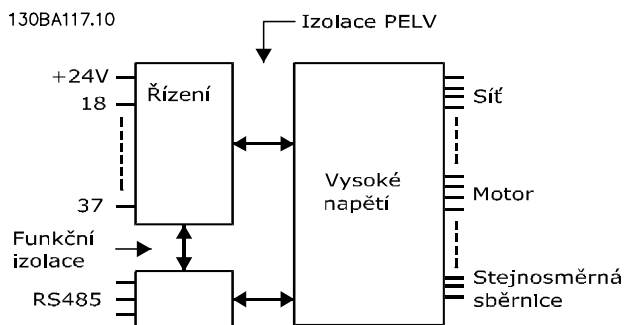 130BA117.10
Izolace PELV
+24V
Řízení
18
Síť
Vysoké
napětí
37
Motor
Funkční
izolace
Stejnosměrná
sběrnice
RS485